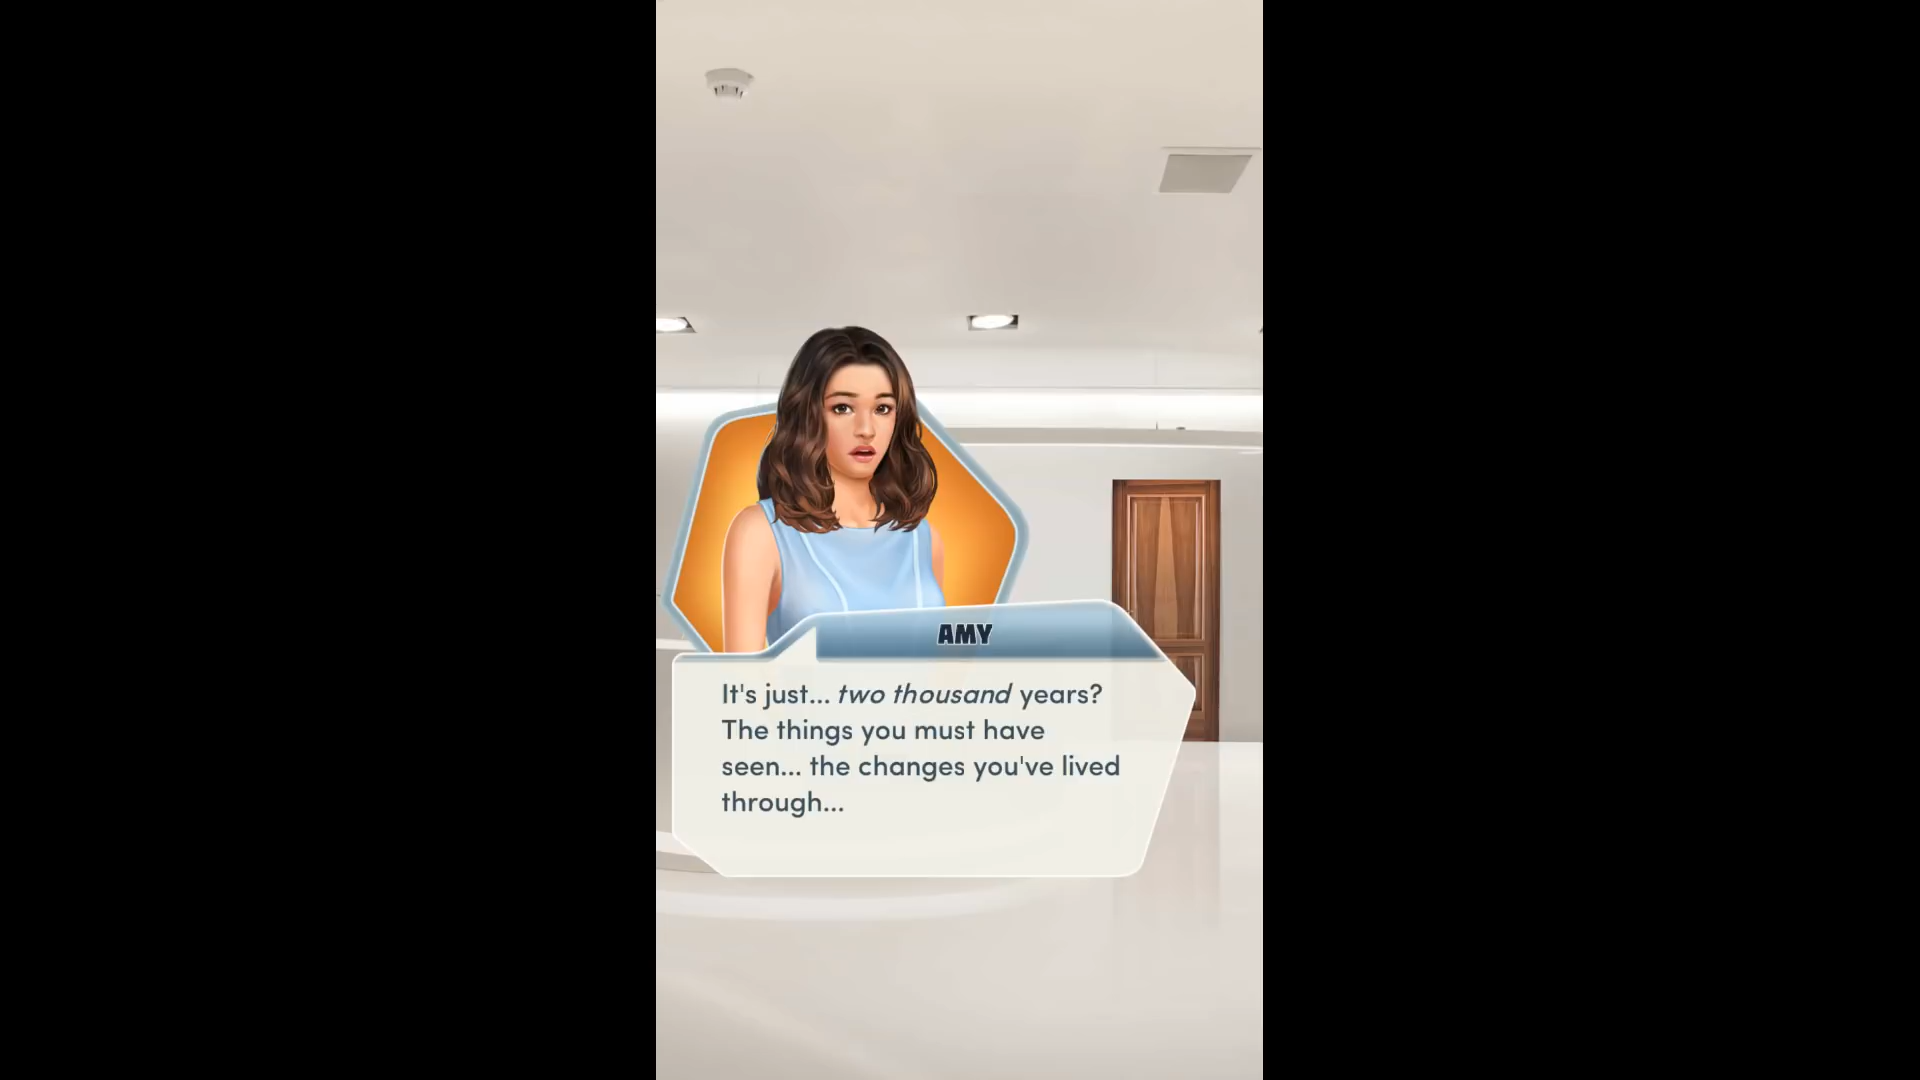 AMY
It's just... two thousand years?
The things you must have
seen... the changes you've lived
through...